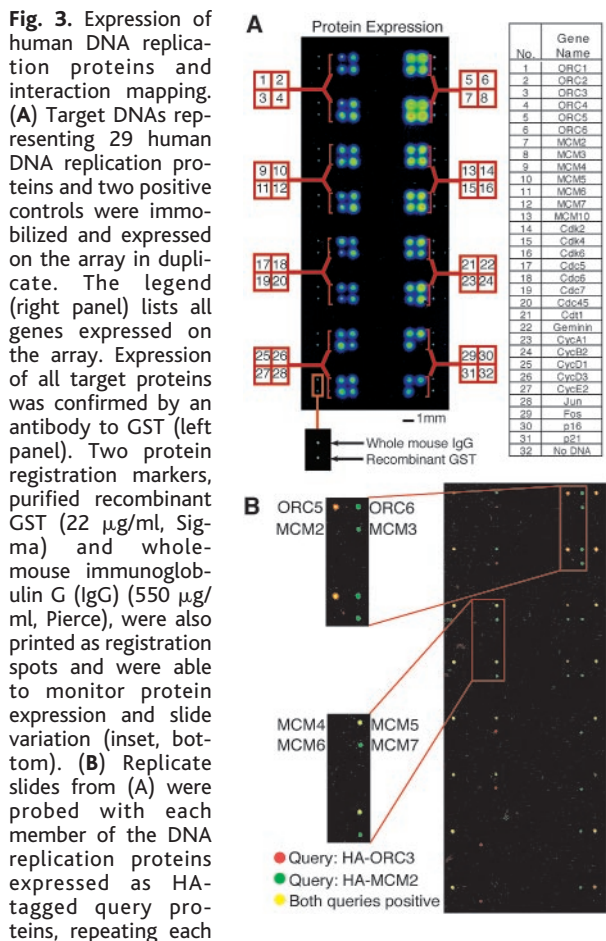 Fig. 3. Expression of
human DNA replica-
tion proteins and
interaction mapping.
(A) Target DNAs rep-
resenting 29 human
DNA replication pro-
teins and two positive
controls were immo-
bilized and expressed
on the array in dupli-
cate. The legend
(right panel) lists all
genes expressed on
the array. Expression
of all target proteins
was confirmed by an
antibody to GST (left
panel). Two protein
registration markers,
purified recombinant
GST (22 μg/ml, Sig-
ma) and whole-
mouse immunoglob-
ulin G (IgG) (550 μg/
ml, Pierce), were also
printed as registration
spots and were able
to monitor protein
expression and slide
variation (inset, bot-
tom). (B) Replicate
slides from (A) were
probed with each
member of the DNA
replication proteins
expressed as HA-
tagged query pro-
teins, repeating each
A
Protein Expression
1 2
3 4
5 6
7 8
9 10
11 12
13 14
15 16
17 18
19 20
21 22
23 24
25 26
27 28
29 30
31 32
1mm
Whole mouse IgG
Recombinant GST
No. Gene Name
1 ORC1
2 ORC2
3 ORC3
4 ORC4
5 ORC5
6 ORC6
7 MCM2
8 MCM3
9 MCM4
10 MCM5
11 MCM6
12 MCM7
13 MCM10
14 Cdk2
15 Cdk4
16 Cdk6
17 Cdc5
18 Cdc6
19 Cdc7
20 Cdc45
21 Cdt1
22 Geminin
23 CycA1
24 CycB2
25 CycD1
26 CycD3
27 CycE2
28 Jun
29 Fos
30 p16
31 p21
32 No DNA
B
ORC5 ORC6
MCM2 MCM3
MCM4 MCM5
MCM6 MCM7
Query: HA-ORC3
Query: HA-MCM2
Both queries positive